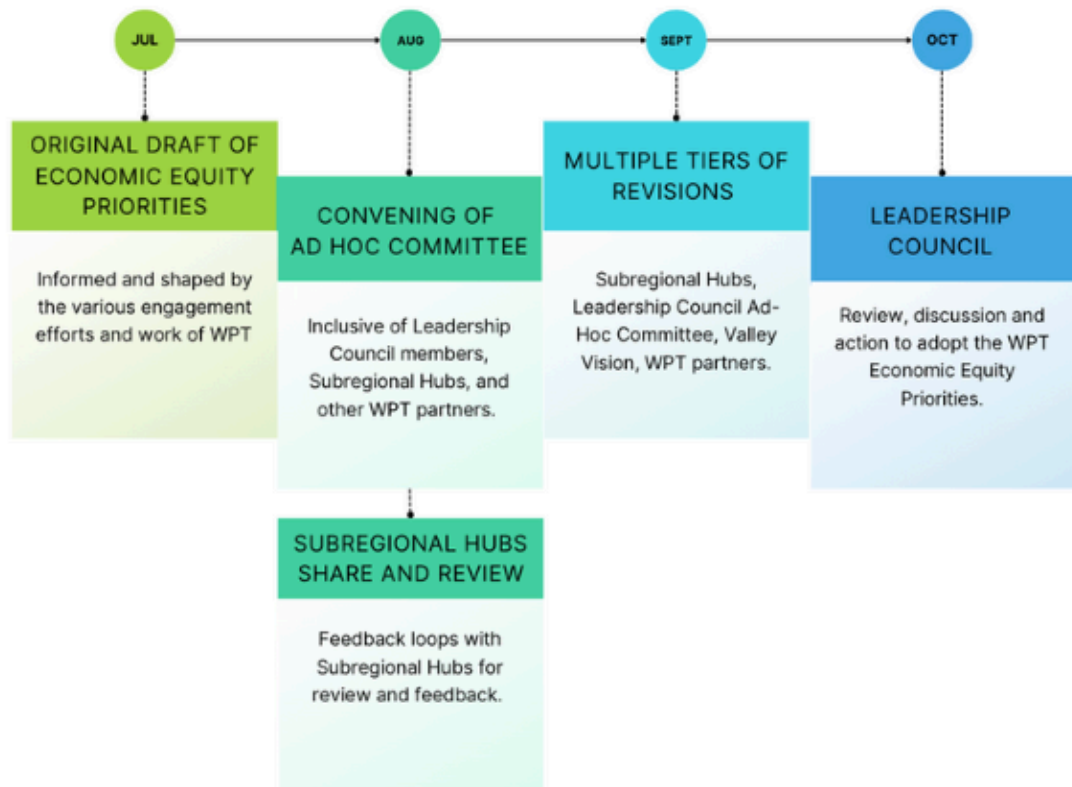 JUL
AUG
SEPT
OCT
ORIGINAL DRAFT OF
ECONOMIC EQUITY
PRIORITIES
Informed and shaped by
the various engagement
efforts and work of WPT
CONVENING OF
AD HOC COMMITTEE
Inclusive of Leadership
Council members,
Subregional Hubs, and
other WPT partners.
SUBREGIONAL HUBS
SHARE AND REVIEW
Feedback loops with
Subregional Hubs for
review and feedback.
MULTIPLE TIERS OF
REVISIONS
Subregional Hubs,
Leadership Council Ad-
Hoc Committee, Valley
Vision, WPT partners.
LEADERSHIP
COUNCIL
Review, discussion and
action to adopt the WPT
Economic Equity
Priorities.